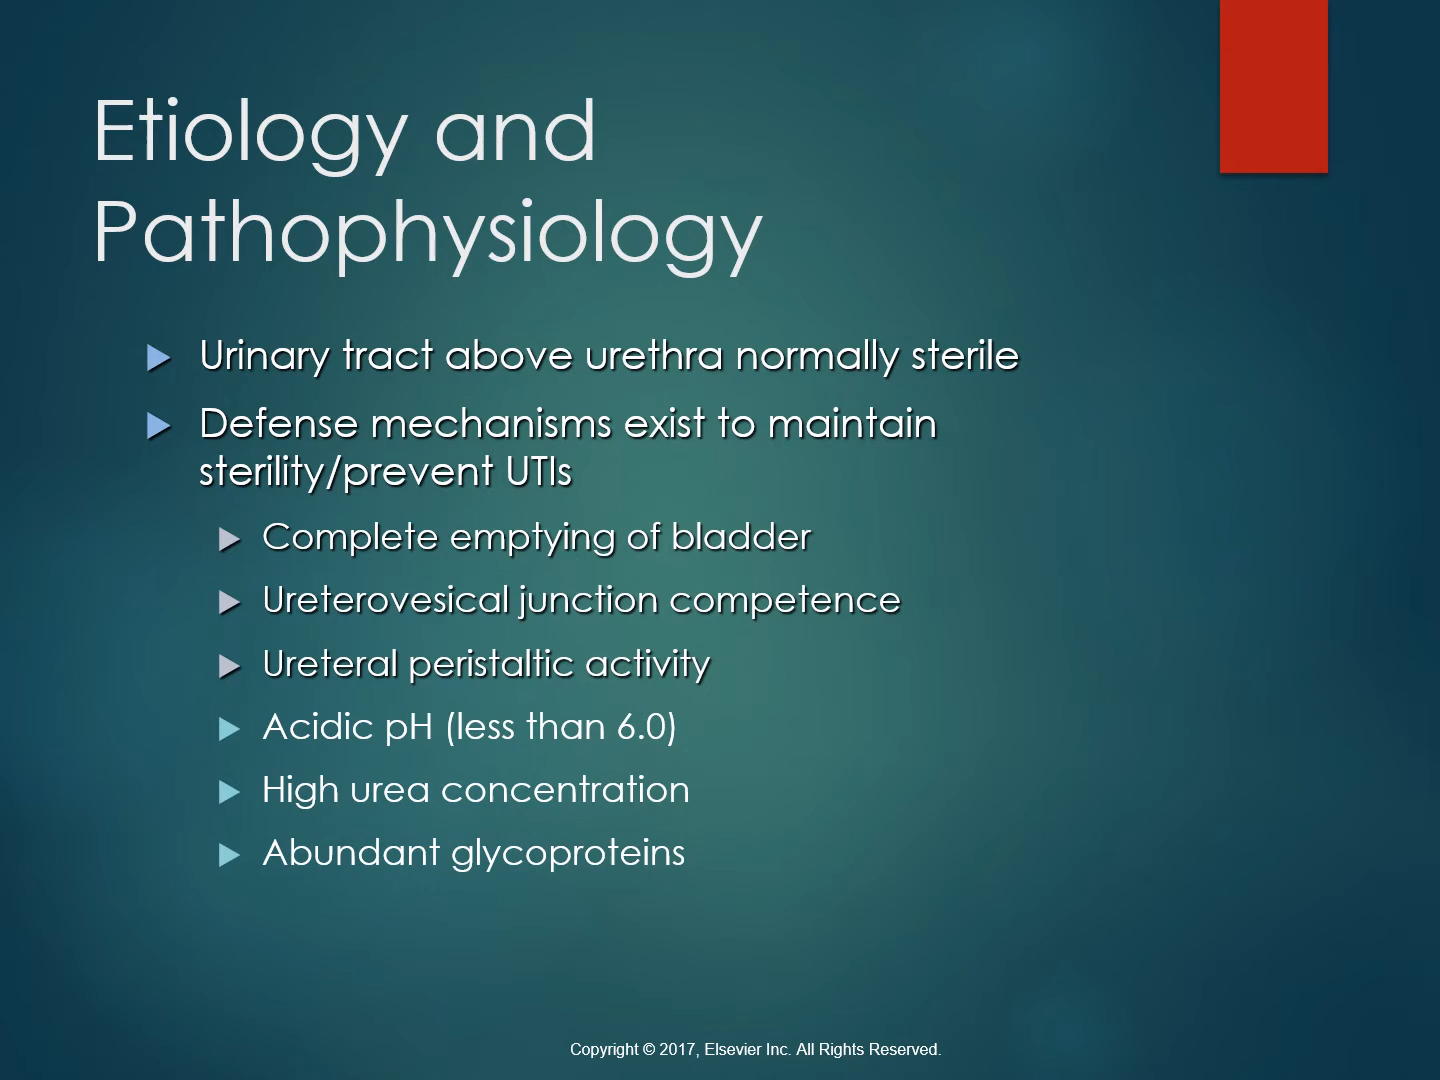 Etiology and
Pathophysiology
Urinary tract above urethra normally sterile
Defense mechanisms exist to maintain
sterility/prevent UTIs
Complete emptying of bladder
Ureterovesical junction competence
Ureteral peristaltic activity
Acidic pH (less than 6.0)
High urea concentration
Abundant glycoproteins
Copyright © 2017, Elsevier Inc. All Rights Reserved.